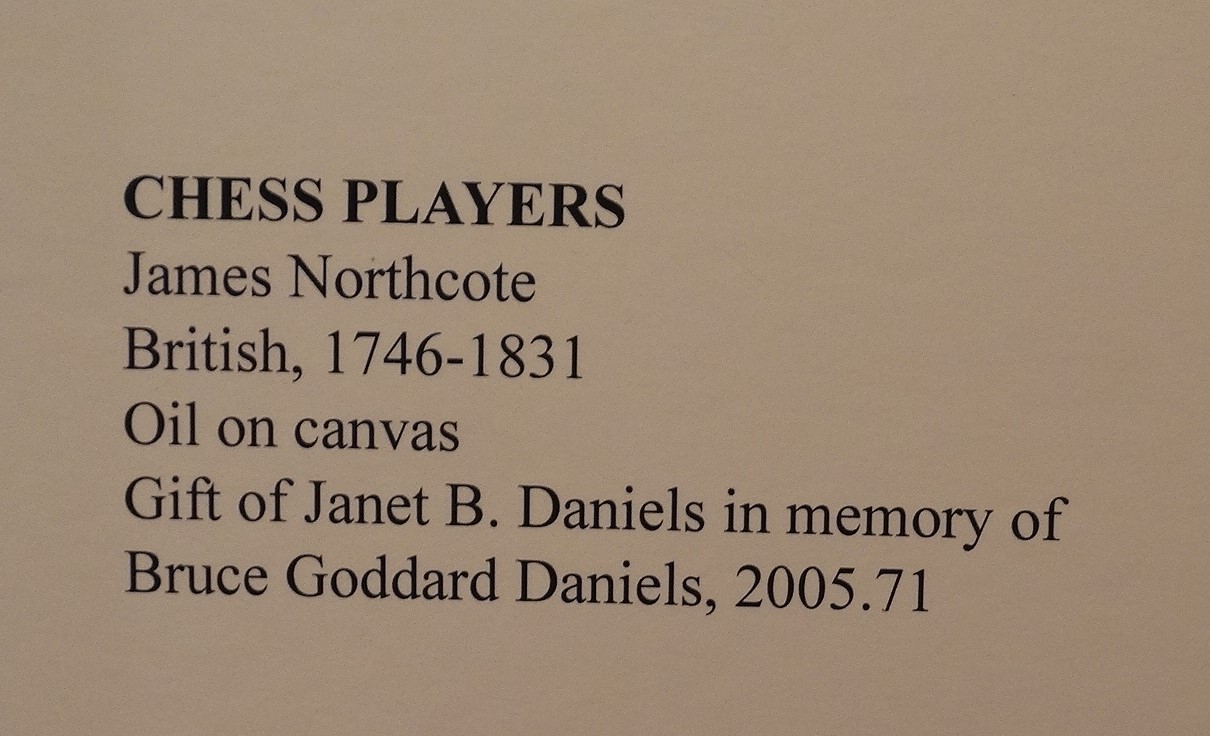 CHESS PLAYERS
James Northcote
British, 1746-1831
Oil on canvas
Gift of Janet B. Daniels in memory of
Bruce Goddard Daniels, 2005.71